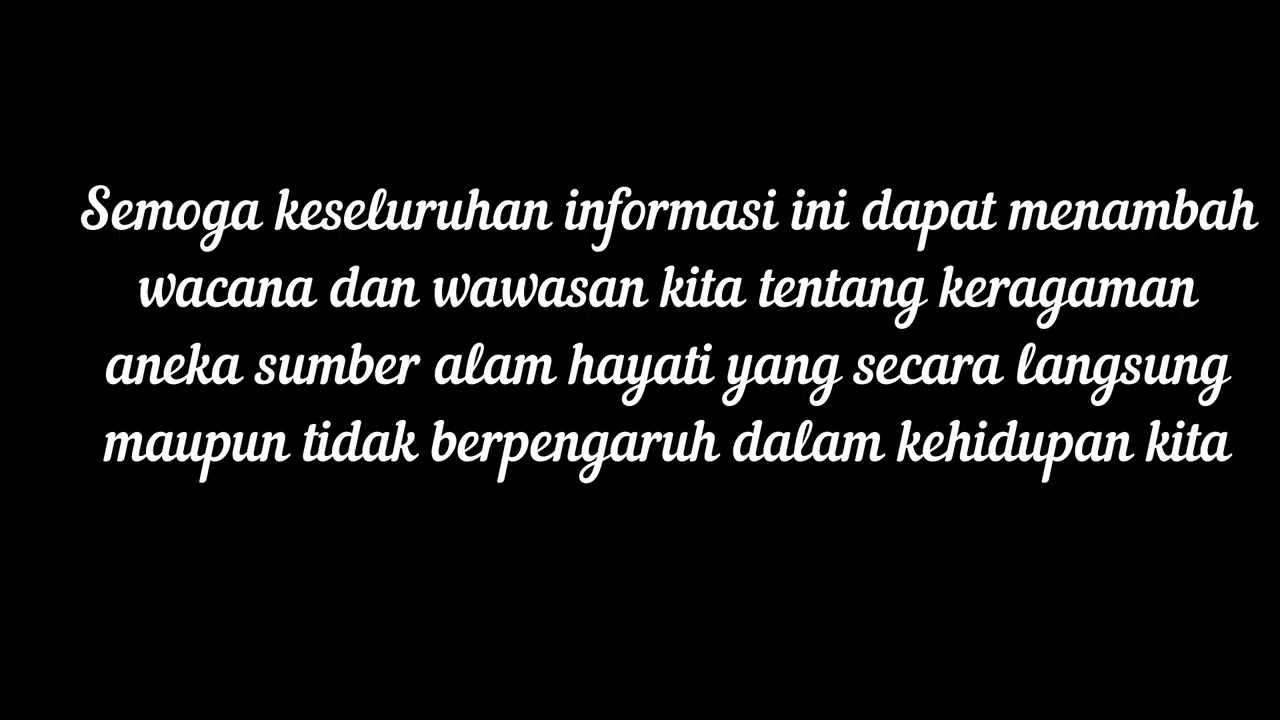 Semoga keseluruhan informasi ini dapat menambah
wacana dan wawasan kita tentang keragaman
aneka sumber alam hayati yang secara langsung
maupun tidak berpengaruh dalam kehidupan kita